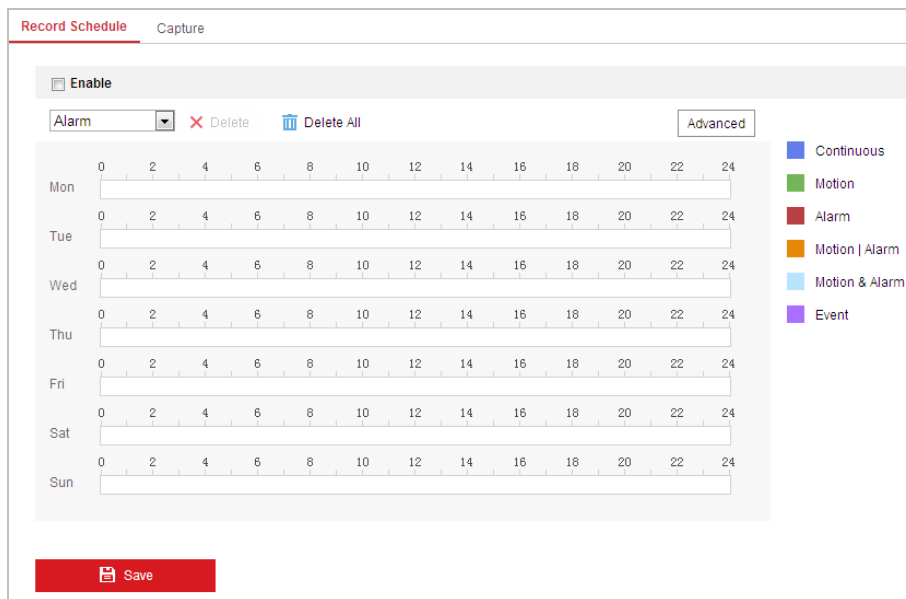 Record Schedule Capture
Enable
Alarm Delete Delete All Advanced
Continuous
Motion
Alarm
Motion | Alarm
Motion & Alarm
Event
0 2 4 6 8 10 12 14 16 18 20 22 24
Mon
0 2 4 6 8 10 12 14 16 18 20 22 24
Tue
0 2 4 6 8 10 12 14 16 18 20 22 24
Wed
0 2 4 6 8 10 12 14 16 18 20 22 24
Thu
0 2 4 6 8 10 12 14 16 18 20 22 24
Fri
0 2 4 6 8 10 12 14 16 18 20 22 24
Sat
0 2 4 6 8 10 12 14 16 18 20 22 24
Sun
Save